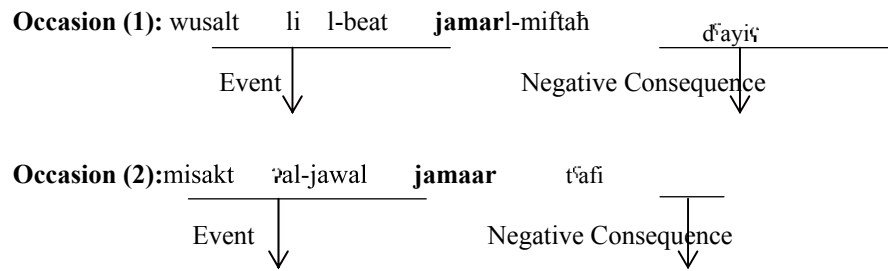 Occasion (1): wusalt li l-beat jamarl-miftaħ dˤayiʕ
Event Negative Consequence
Occasion (2):misakt ʔal-jawal jamaar tˤafi
Event Negative Consequence